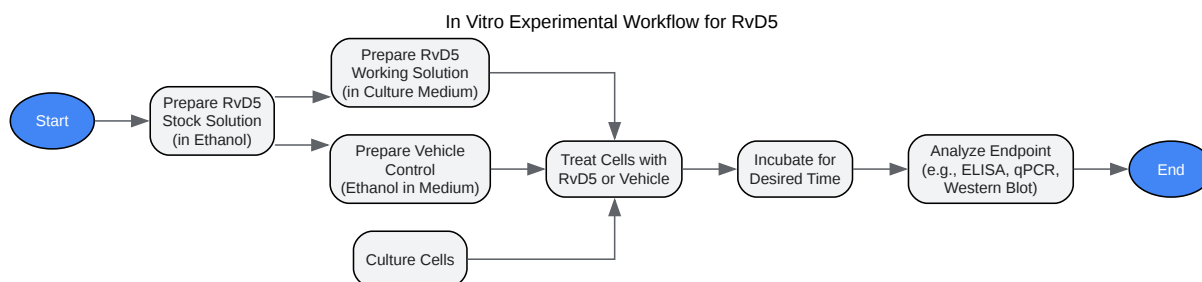 In Vitro Experimental Workflow for RvD5
Start
Prepare RvD5
Stock Solution
(in Ethanol)
Prepare RvD5
Working Solution
(in Culture Medium)
Prepare Vehicle
Control
(Ethanol in Medium)
Culture Cells
Treat Cells with
RvD5 or Vehicle
Incubate for
Desired Time
Analyze Endpoint
(e.g., ELISA, qPCR,
Western Blot)
End